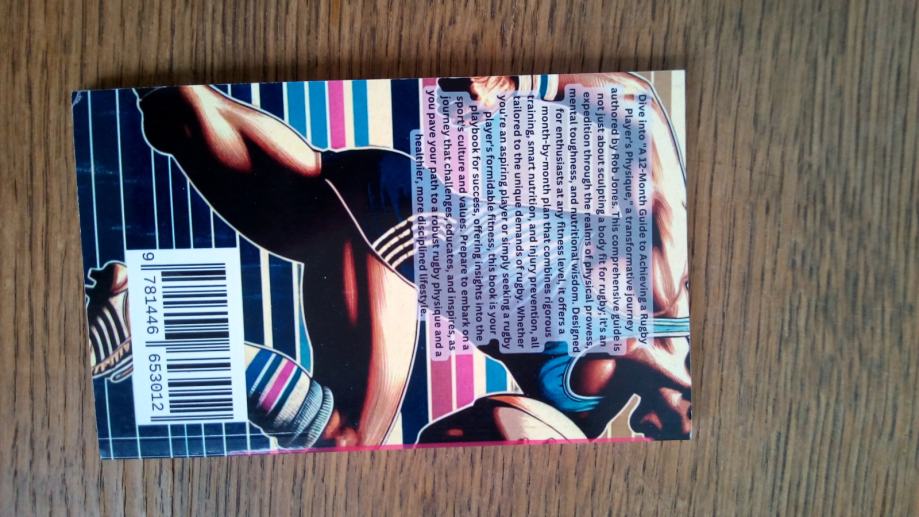 Dive into "A 12-Month Guide to Achieving a Rugby
Player's Physique," a transformative journey
authored by Rob Jones. This comprehensive guide is
not just about sculpting a body fit for rugby; it's an
expedition through the realms of physical prowess,
mental toughness, and nutritional wisdom. Designed
for enthusiasts at any fitness level, it offers a
month-by-month plan that combines rigorous
training, smart nutrition, and injury prevention, all
tailored to the unique demands of rugby. Whether
you're an aspiring player or simply seeking a rugby
player's formidable fitness, this book is your
playbook for success, offering insights into the
sport's culture and values. Prepare to embark on a
journey that challenges, educates, and inspires, as
you pave your path to a robust rugby physique and a
healthier, more disciplined lifestyle.
9 781446 653012